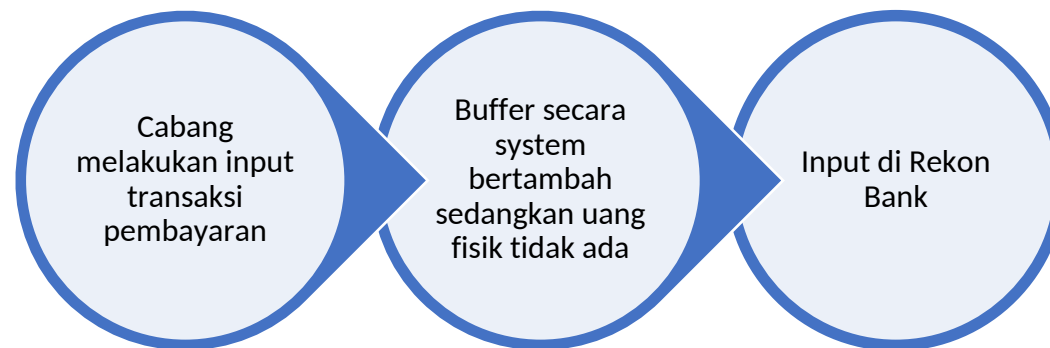 Cabang
melakukan input
transaksi
pembayaran
Buffer secara
system
bertambah
sedangkan uang
fisik tidak ada
Input di Rekon
Bank